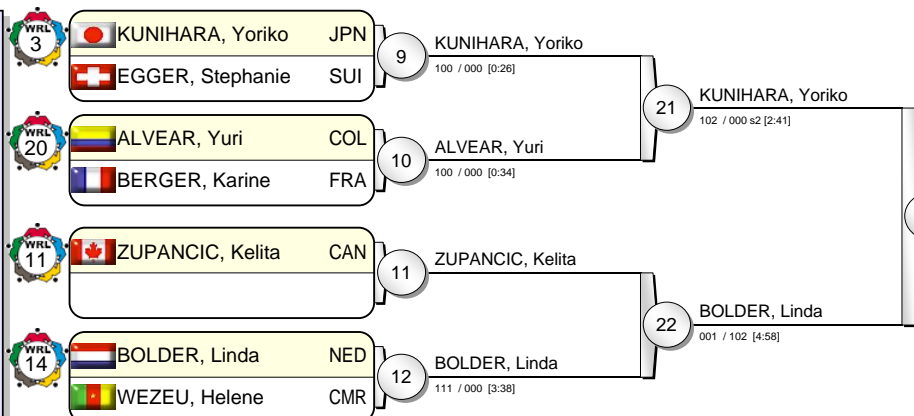 WRL
3
KUNIHARA, Yoriko JPN
EGGER, Stephanie SUI
9
KUNIHARA, Yoriko
100 / 000 [0:26]
WRL
20
ALVEAR, Yuri COL
BERGER, Karine FRA
10
ALVEAR, Yuri
100 / 000 [0:34]
21
KUNIHARA, Yoriko
102 / 000 s2 [2:41]
WRL
11
ZUPANCIC, Kelita CAN
11
ZUPANCIC, Kelita
WRL
14
BOLDER, Linda NED
WEZEU, Helene CMR
12
BOLDER, Linda
111 / 000 [3:38]
22
BOLDER, Linda
001 / 102 [4:58]